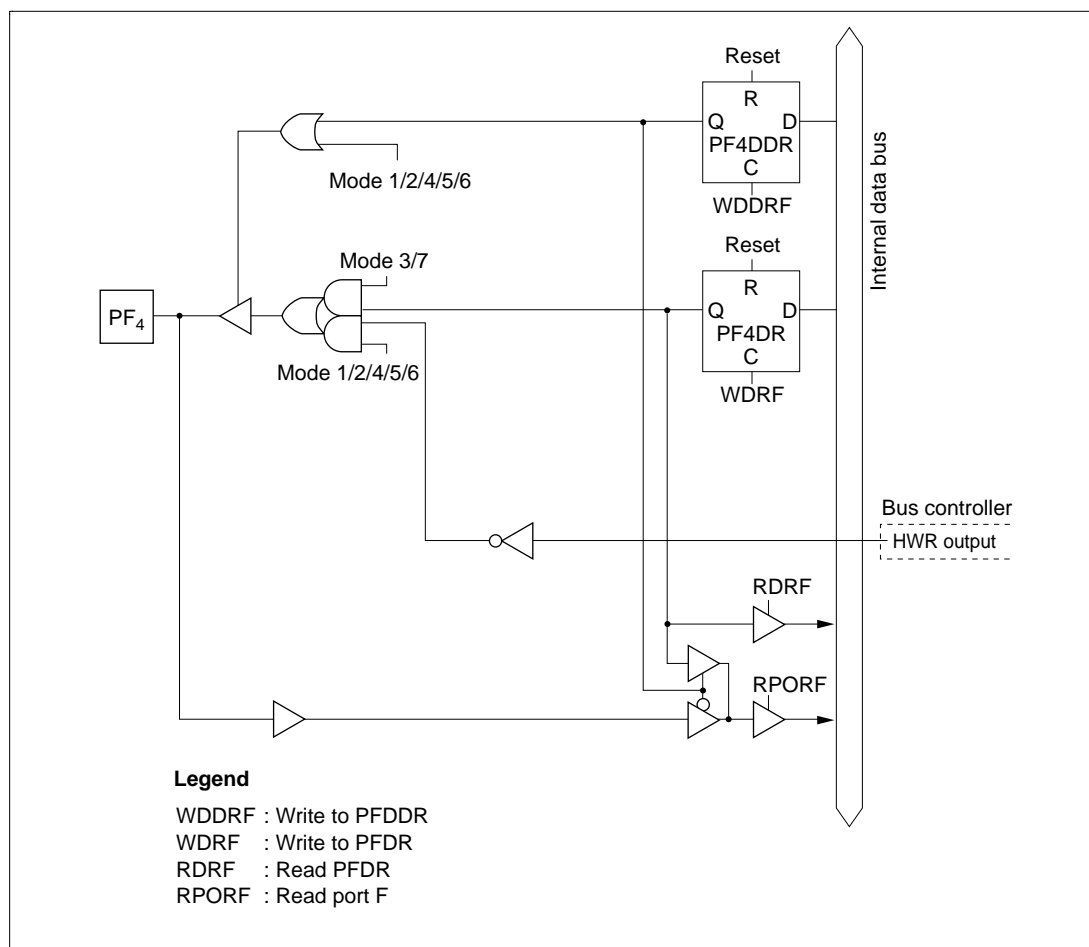 Reset
R
Q D
PF4DDR
C
WDDRF
Mode 1/2/4/5/6
Internal data bus
Reset
R
Q D
PF4DR
C
WDRF
Mode 3/7
PF4
Mode 1/2/4/5/6
Bus controller
HWR output
RDRF
RPORF
Legend
WDDRF : Write to PFDDR
WDRF : Write to PFDR
RDRF : Read PFDR
RPORF : Read port F